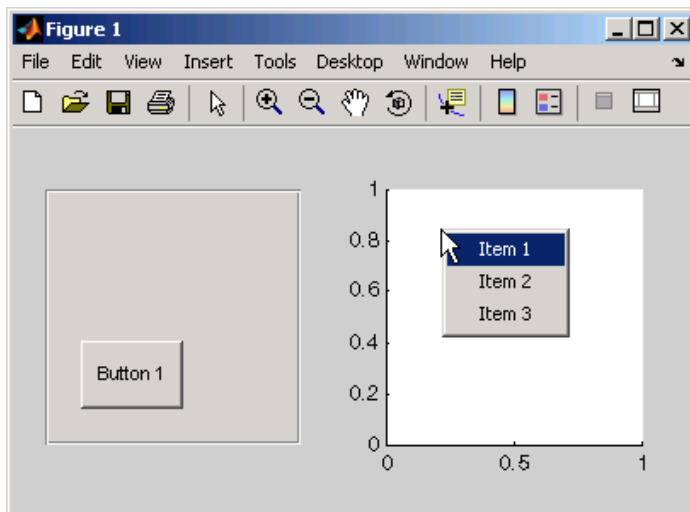 Figure 1
File Edit View Insert Tools Desktop Window Help
Button 1
1
0.8
0.6
0.4
0.2
0
0 0.5 1
Item 1
Item 2
Item 3